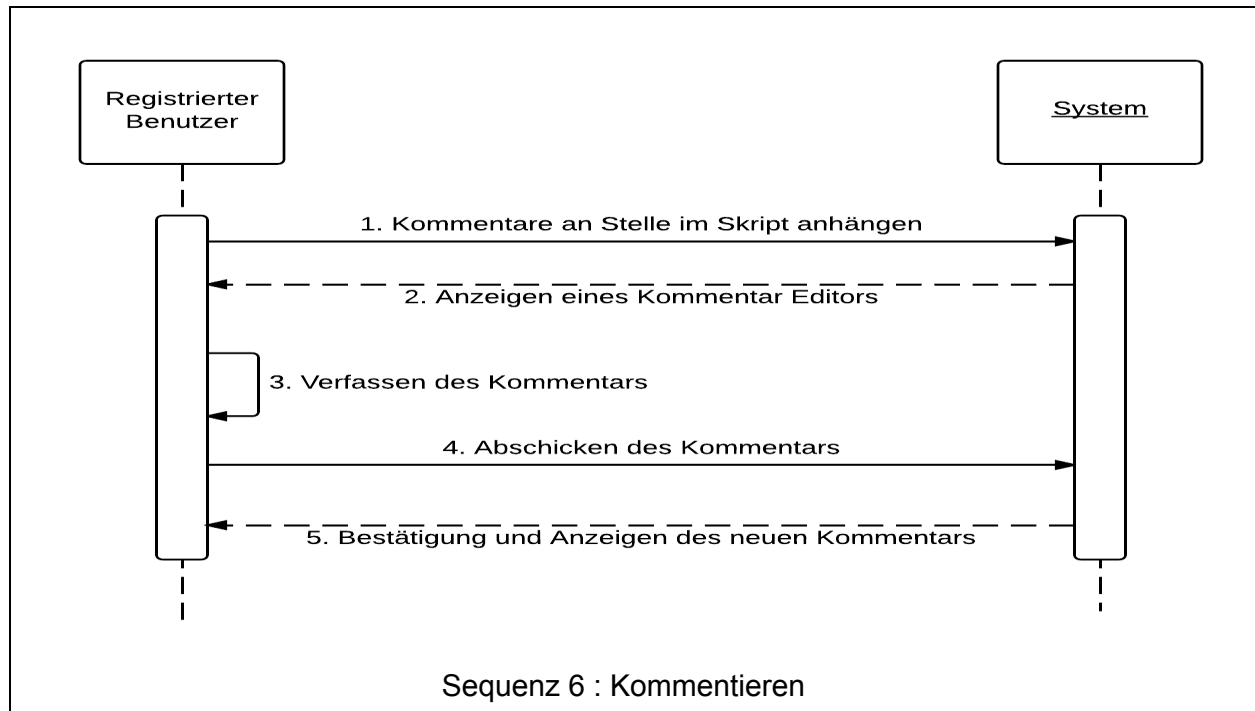 Registrierter
Benutzer
System
1. Kommentare an Stelle im Skript anhängen
2. Anzeigen eines Kommentar Editors
3. Verfassen des Kommentars
4. Abschicken des Kommentars
5. Bestätigung und Anzeigen des neuen Kommentars
Sequenz 6 : Kommentieren